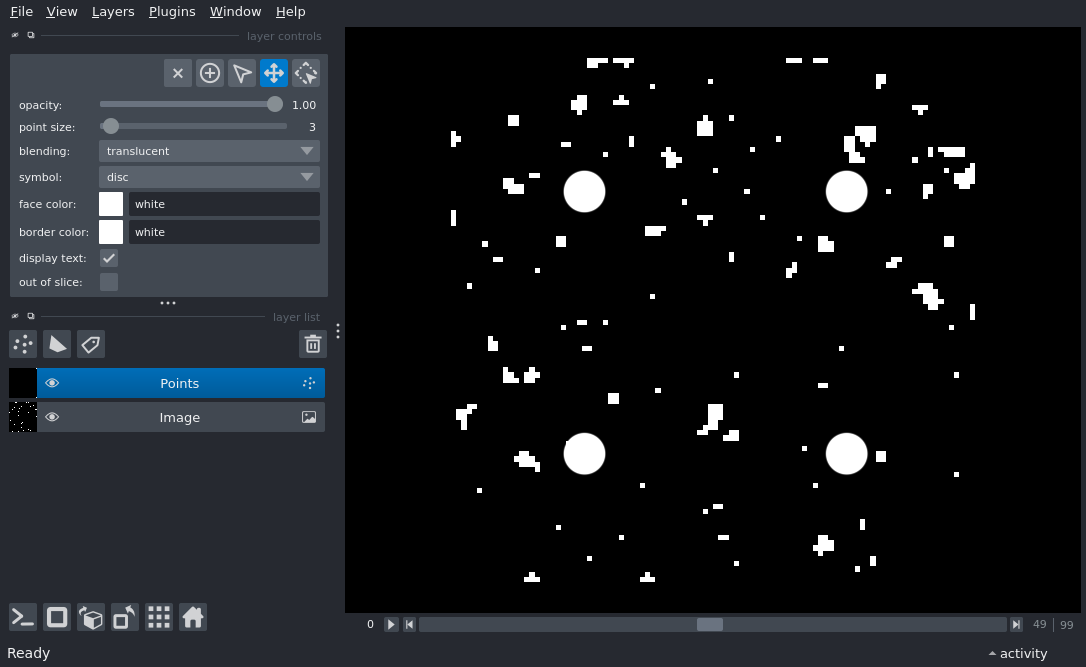 File View Layers Plugins Window Help
layer controls
opacity: 1.00
point size: 3
blending: translucent
symbol: disc
face color: white
border color: white
display text:
out of slice:
layer list
Points
Image
0 49 | 99
Ready activity